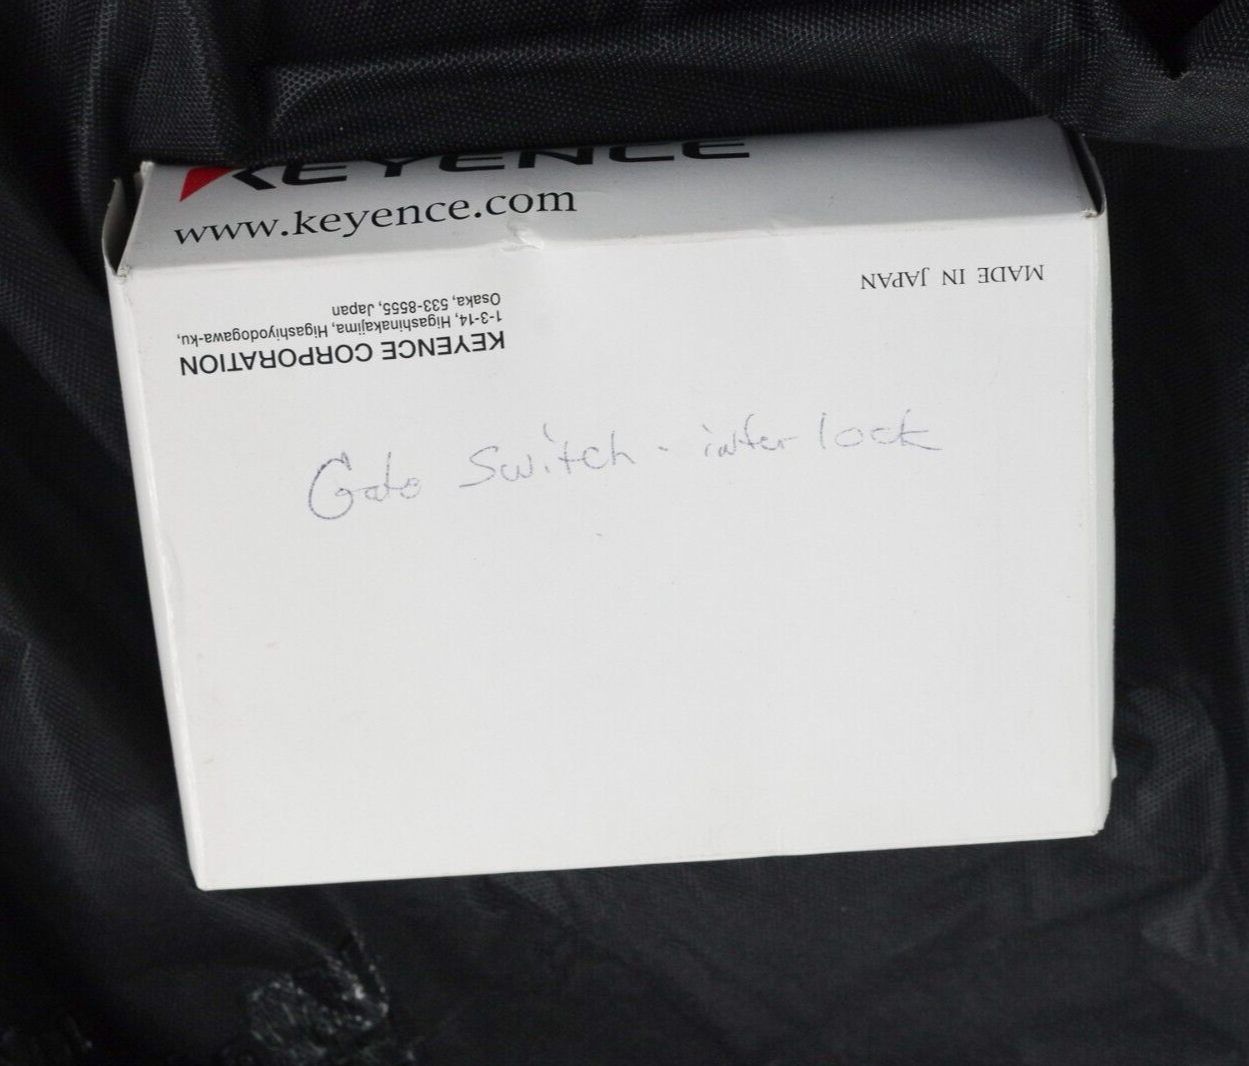 KEYENCE
www.keyence.com
MADE IN JAPAN
KEYENCE CORPORATION
1-3-14, Higashinakajima, Higashiyodogawa-ku,
Osaka, 533-8555, Japan
Gate Switch - interlock